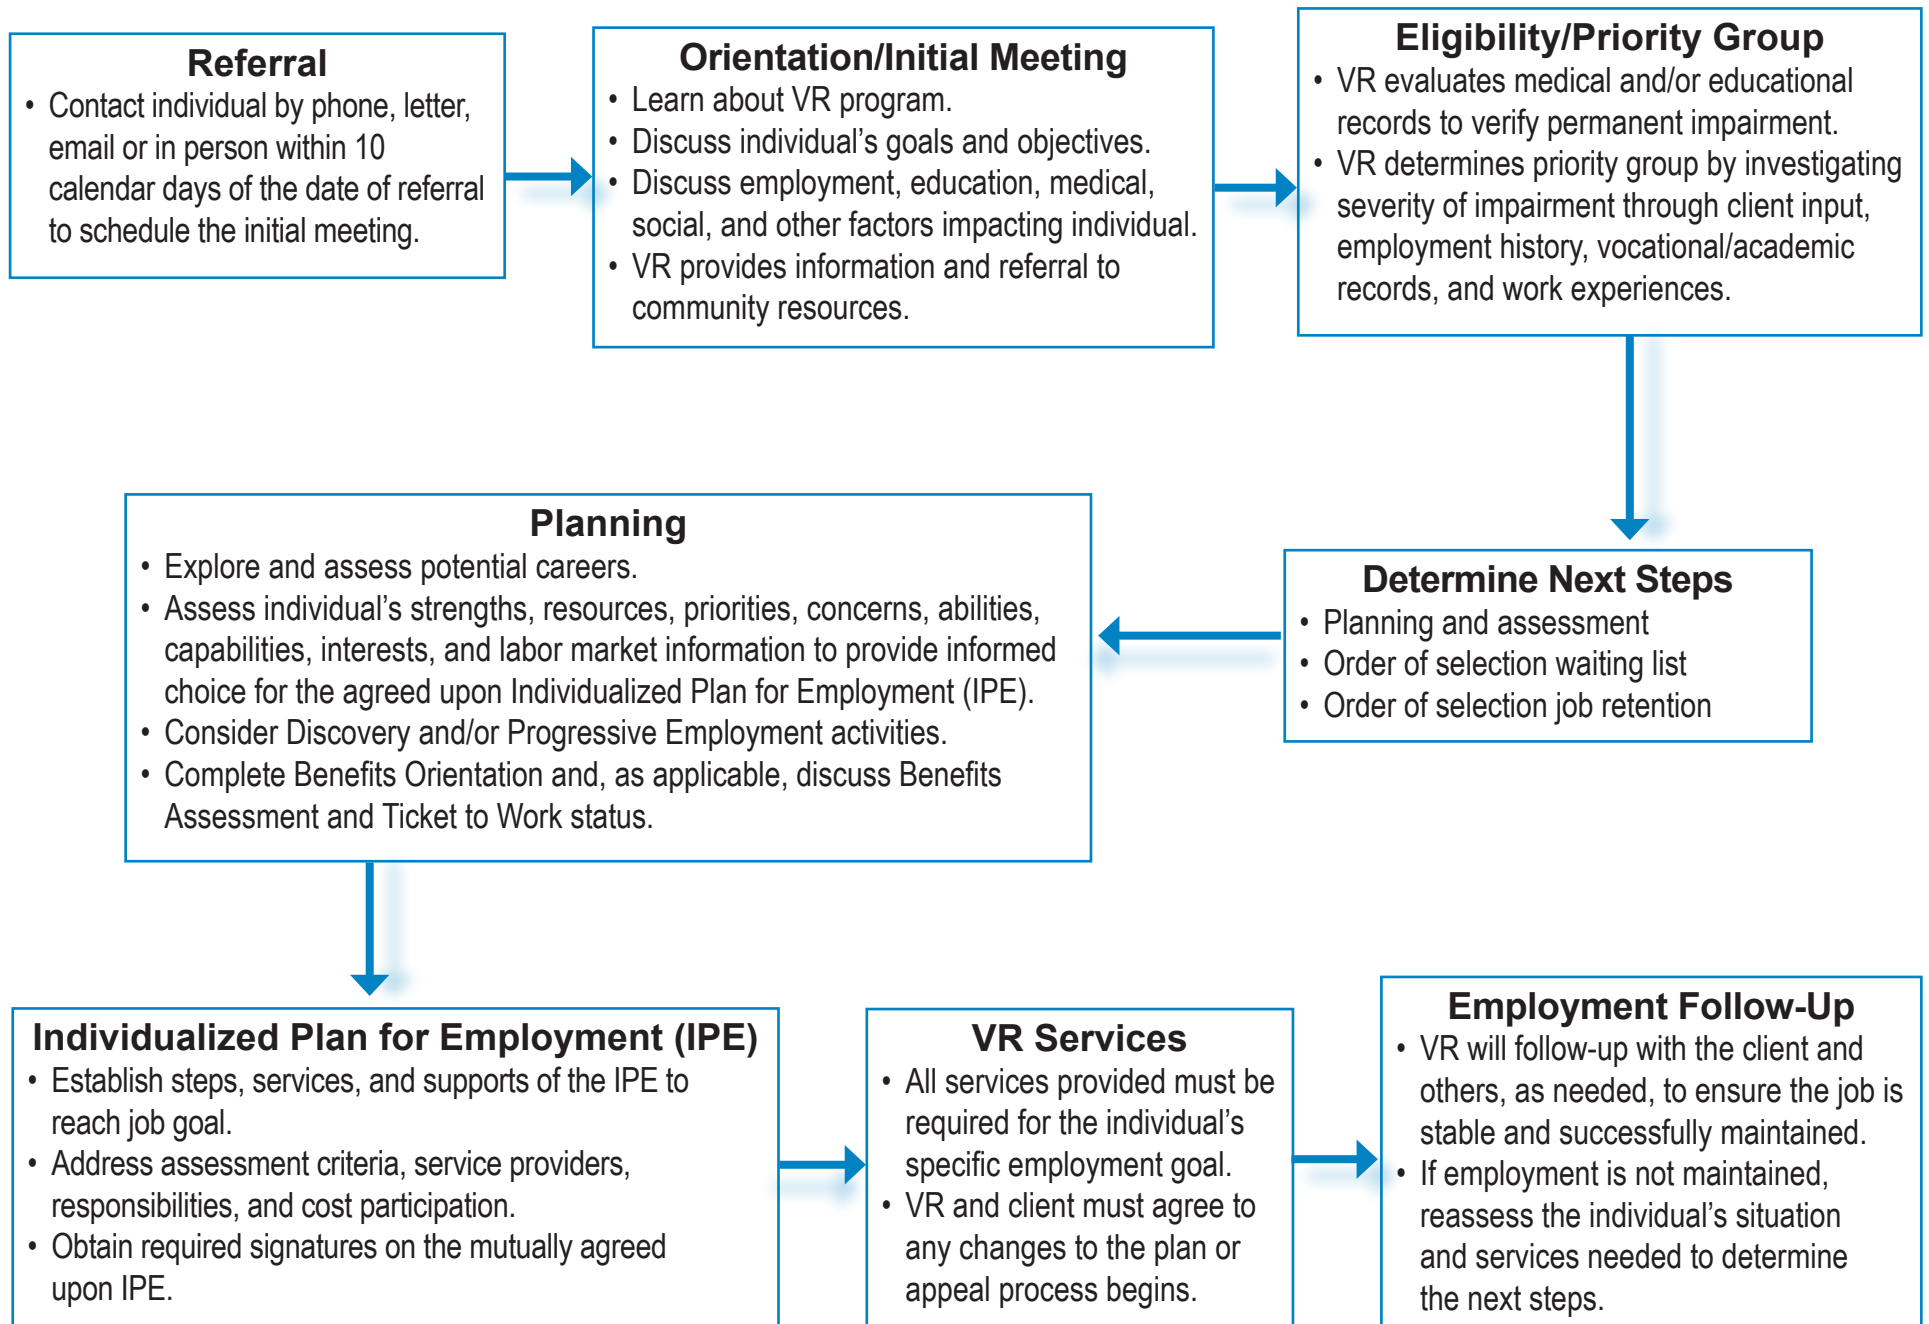 Referral
• Contact individual by phone, letter,
email or in person within 10
calendar days of the date of referral
to schedule the initial meeting.
Orientation/Initial Meeting
• Learn about VR program.
• Discuss individual’s goals and objectives.
• Discuss employment, education, medical,
social, and other factors impacting individual.
• VR provides information and referral to
community resources.
Eligibility/Priority Group
• VR evaluates medical and/or educational
records to verify permanent impairment.
• VR determines priority group by investigating
severity of impairment through client input,
employment history, vocational/academic
records, and work experiences.
Determine Next Steps
• Planning and assessment
• Order of selection waiting list
• Order of selection job retention
Planning
• Explore and assess potential careers.
• Assess individual’s strengths, resources, priorities, concerns, abilities,
capabilities, interests, and labor market information to provide informed
choice for the agreed upon Individualized Plan for Employment (IPE).
• Consider Discovery and/or Progressive Employment activities.
• Complete Benefits Orientation and, as applicable, discuss Benefits
Assessment and Ticket to Work status.
Individualized Plan for Employment (IPE)
• Establish steps, services, and supports of the IPE to
reach job goal.
• Address assessment criteria, service providers,
responsibilities, and cost participation.
• Obtain required signatures on the mutually agreed
upon IPE.
VR Services
• All services provided must be
required for the individual’s
specific employment goal.
• VR and client must agree to
any changes to the plan or
appeal process begins.
Employment Follow-Up
• VR will follow-up with the client and
others, as needed, to ensure the job is
stable and successfully maintained.
• If employment is not maintained,
reassess the individual’s situation
and services needed to determine
the next steps.